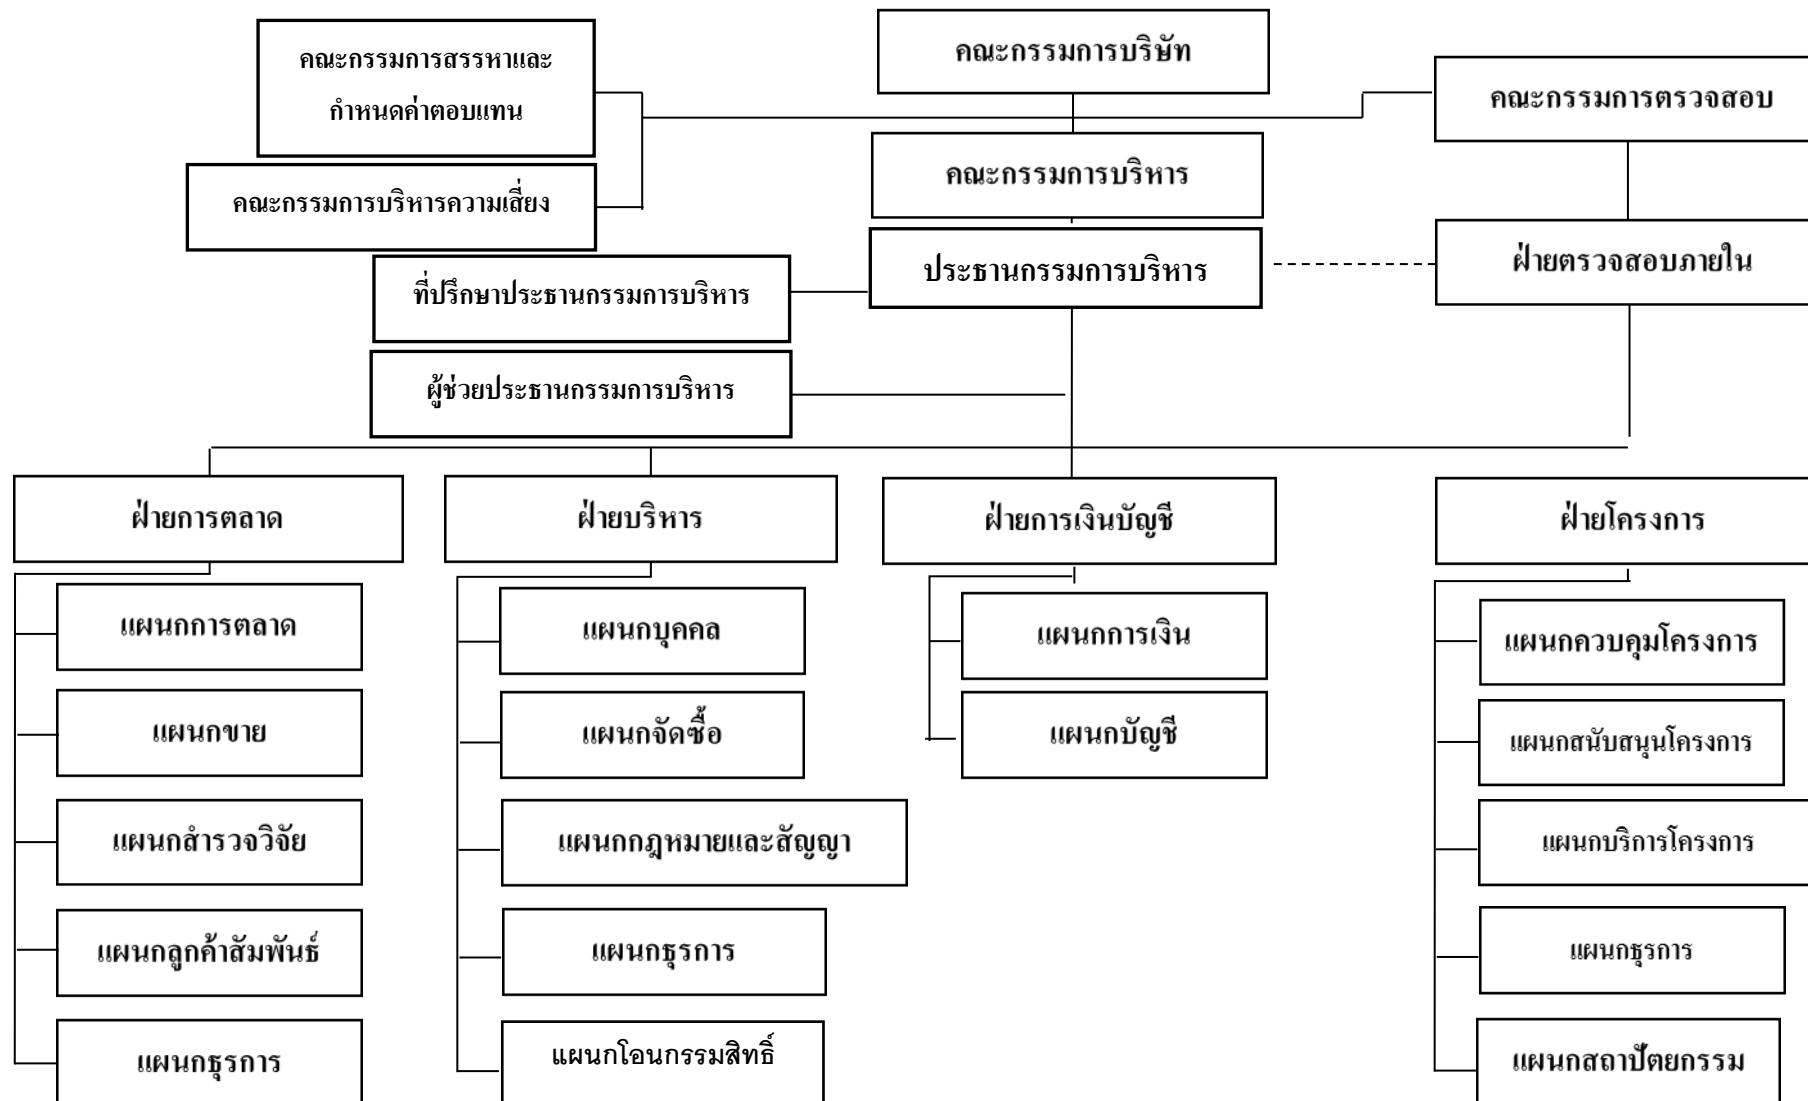 คณะกรรมการสรรหาและ
กำหนดค่าตอบแทน
คณะกรรมการบริษัท
คณะกรรมการตรวจสอบ
คณะกรรมการบริหารความเสี่ยง
คณะกรรมการบริหาร
ที่ปรึกษาประธานกรรมการบริหาร
ประธานกรรมการบริหาร
ฝ่ายตรวจสอบภายใน
ผู้ช่วยประธานกรรมการบริหาร
ฝ่ายการตลาด
แผนกการตลาด
แผนกขาย
แผนกสำรวจวิจัย
แผนกลูกค้าสัมพันธ์
แผนกธุรการ
ฝ่ายบริหาร
แผนกบุคคล
แผนกจัดซื้อ
แผนกกฎหมายและสัญญา
แผนกธุรการ
แผนกโอนกรรมสิทธิ์
ฝ่ายการเงินบัญชี
แผนกการเงิน
แผนกบัญชี
ฝ่ายโครงการ
แผนกควบคุมโครงการ
แผนกสนับสนุนโครงการ
แผนกบริการโครงการ
แผนกธุรการ
แผนกสถาปัตยกรรม